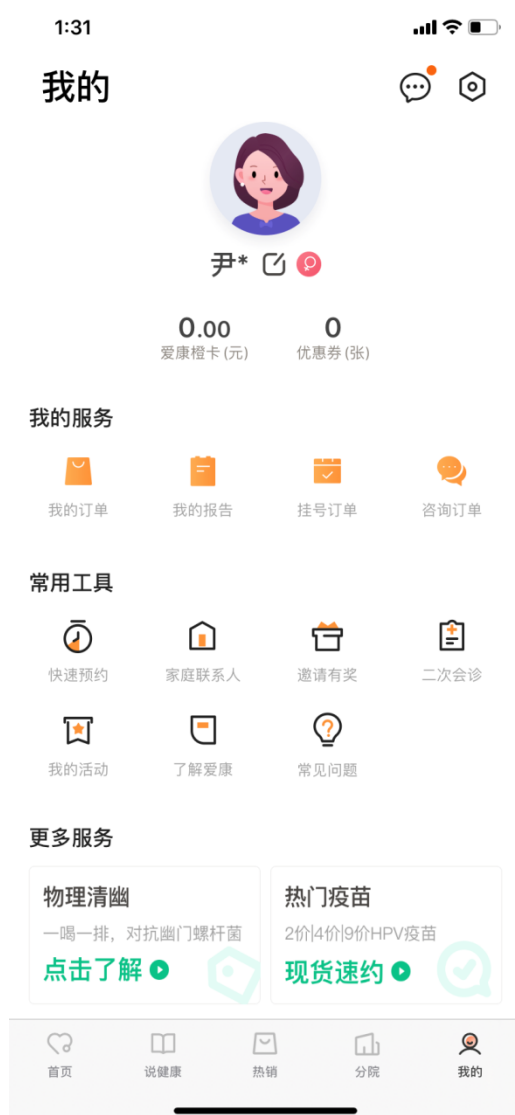 1:31
我的
尹*
0.00
0
爱康橙卡(元)
优惠券(张)
我的服务
我的订单
我的报告
挂号订单
咨询订单
常用工具
快速预约
家庭联系人
邀请有奖
二次会诊
我的活动
了解爱康
常见问题
更多服务
物理清幽
一喝一排，对抗幽门螺杆菌
点击了解
热门疫苗
2价|4价|9价HPV疫苗
现货速约
首页
说健康
热销
分院
我的